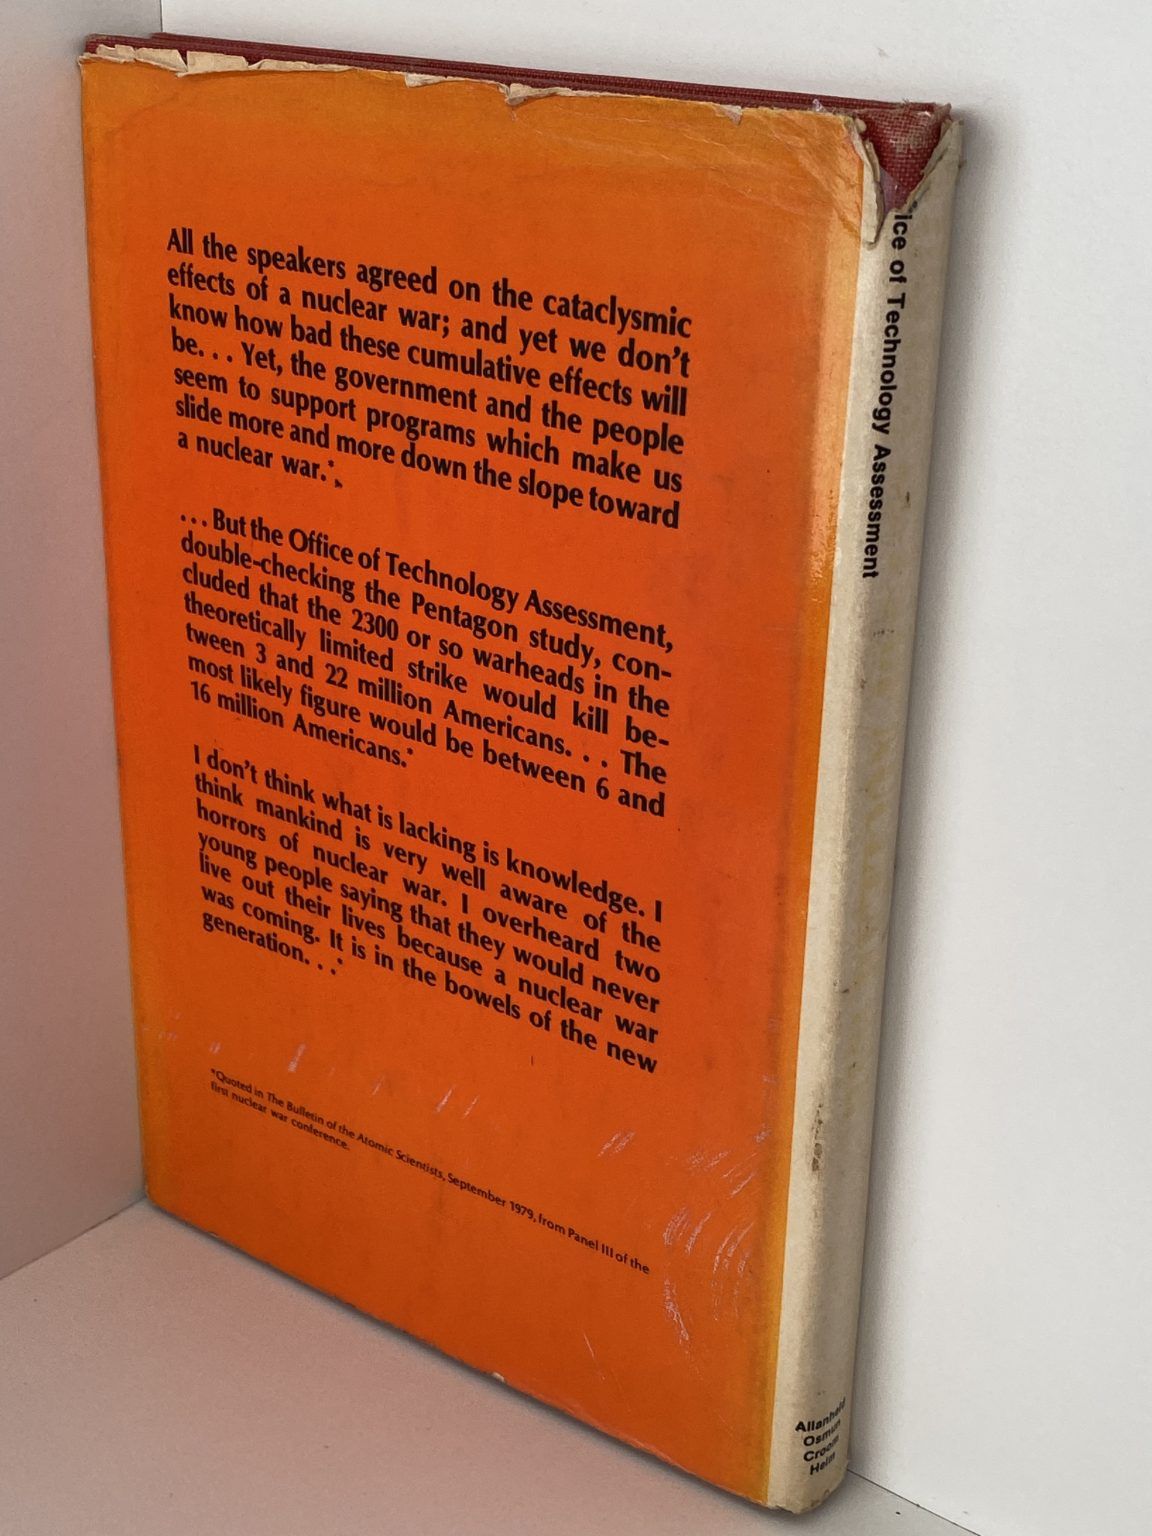 All the speakers agreed on the cataclysmic
effects of a nuclear war; and yet we don't
know how bad these cumulative effects will
be. . . Yet, the government and the people
seem to support programs which make us
slide more and more down the slope toward
a nuclear war.*
. . . But the Office of Technology Assessment,
double-checking the Pentagon study, con-
cluded that the 2300 or so warheads in the
theoretically limited strike would kill be-
tween 3 and 22 million Americans. . . The
most likely figure would be between 6 and
16 million Americans.*
I don't think what is lacking is knowledge. I
think mankind is very well aware of the
horrors of nuclear war. I overheard two
young people saying that they would never
live out their lives because a nuclear war
was coming. It is in the bowels of the new
generation. . .*
*Quoted in The Bulletin of the Atomic Scientists, September 1979, from Panel III of the
first nuclear war conference.
ice of Technology Assessment
Allanheld
Osmun
Croom
Helm